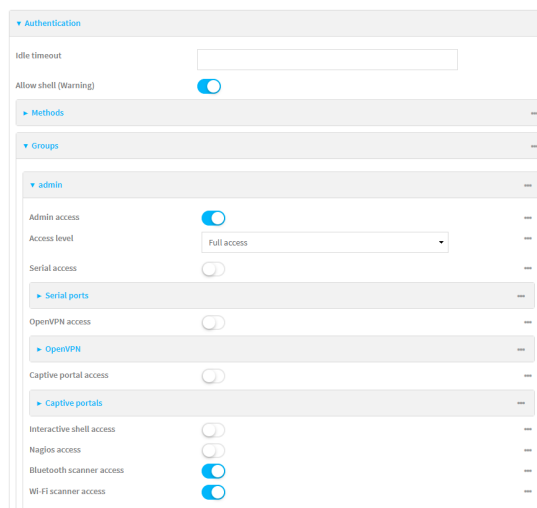 Authentication
Idle timeout
Allow shell (Warning)
Methods
Groups
admin
Admin access
Access level
Full access
Serial access
Serial ports
OpenVPN access
OpenVPN
Captive portal access
Captive portals
Interactive shell access
Nagios access
Bluetooth scanner access
Wi-Fi scanner access